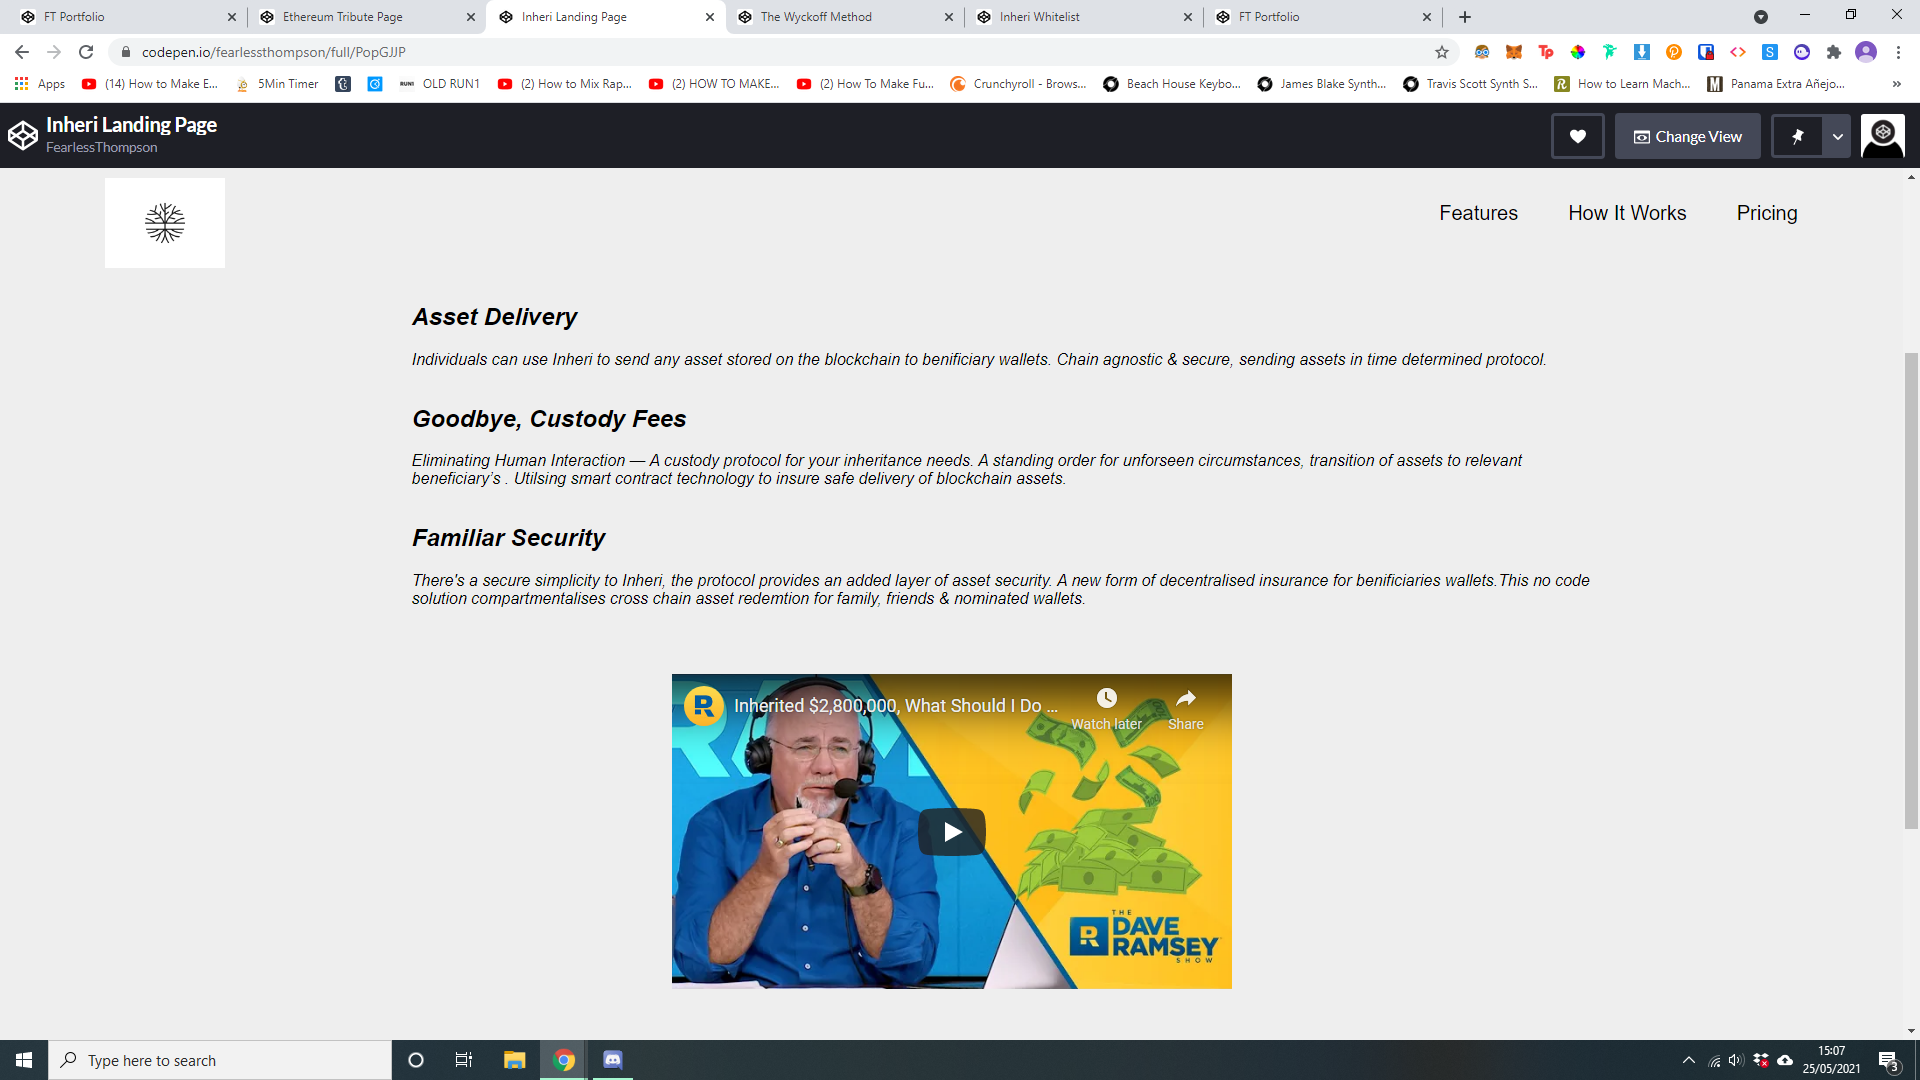 FT Portfolio
Ethereum Tribute Page
Inheri Landing Page
The Wyckoff Method
Inheri Whitelist
FT Portfolio
codepen.io/fearlessthompson/full/PopGJJP
Apps
(14) How to Make E...
5Min Timer
RUN1
OLD RUN1
(2) How to Mix Rap...
(2) HOW TO MAKE...
(2) How To Make Fu...
Crunchyroll - Brows...
Beach House Keybo...
James Blake Synth...
Travis Scott Synth S...
How to Learn Mach...
Panama Extra Añejo...
Inheri Landing Page
FearlessThompson
Change View
Features
How It Works
Pricing
Asset Delivery
Individuals can use Inheri to send any asset stored on the blockchain to benificiary wallets. Chain agnostic & secure, sending assets in time determined protocol.
Goodbye, Custody Fees
Eliminating Human Interaction — A custody protocol for your inheritance needs. A standing order for unforseen circumstances, transition of assets to relevant
beneficiary’s . Utilsing smart contract technology to insure safe delivery of blockchain assets.
Familiar Security
There's a secure simplicity to Inheri, the protocol provides an added layer of asset security. A new form of decentralised insurance for benificiaries wallets.This no code
solution compartmentalises cross chain asset redemtion for family, friends & nominated wallets.
R
Inherited $2,800,000, What Should I Do ...
Watch later
Share
THE
R
DAVE
RAMSEY
SHOW
Type here to search
15:07
25/05/2021
3